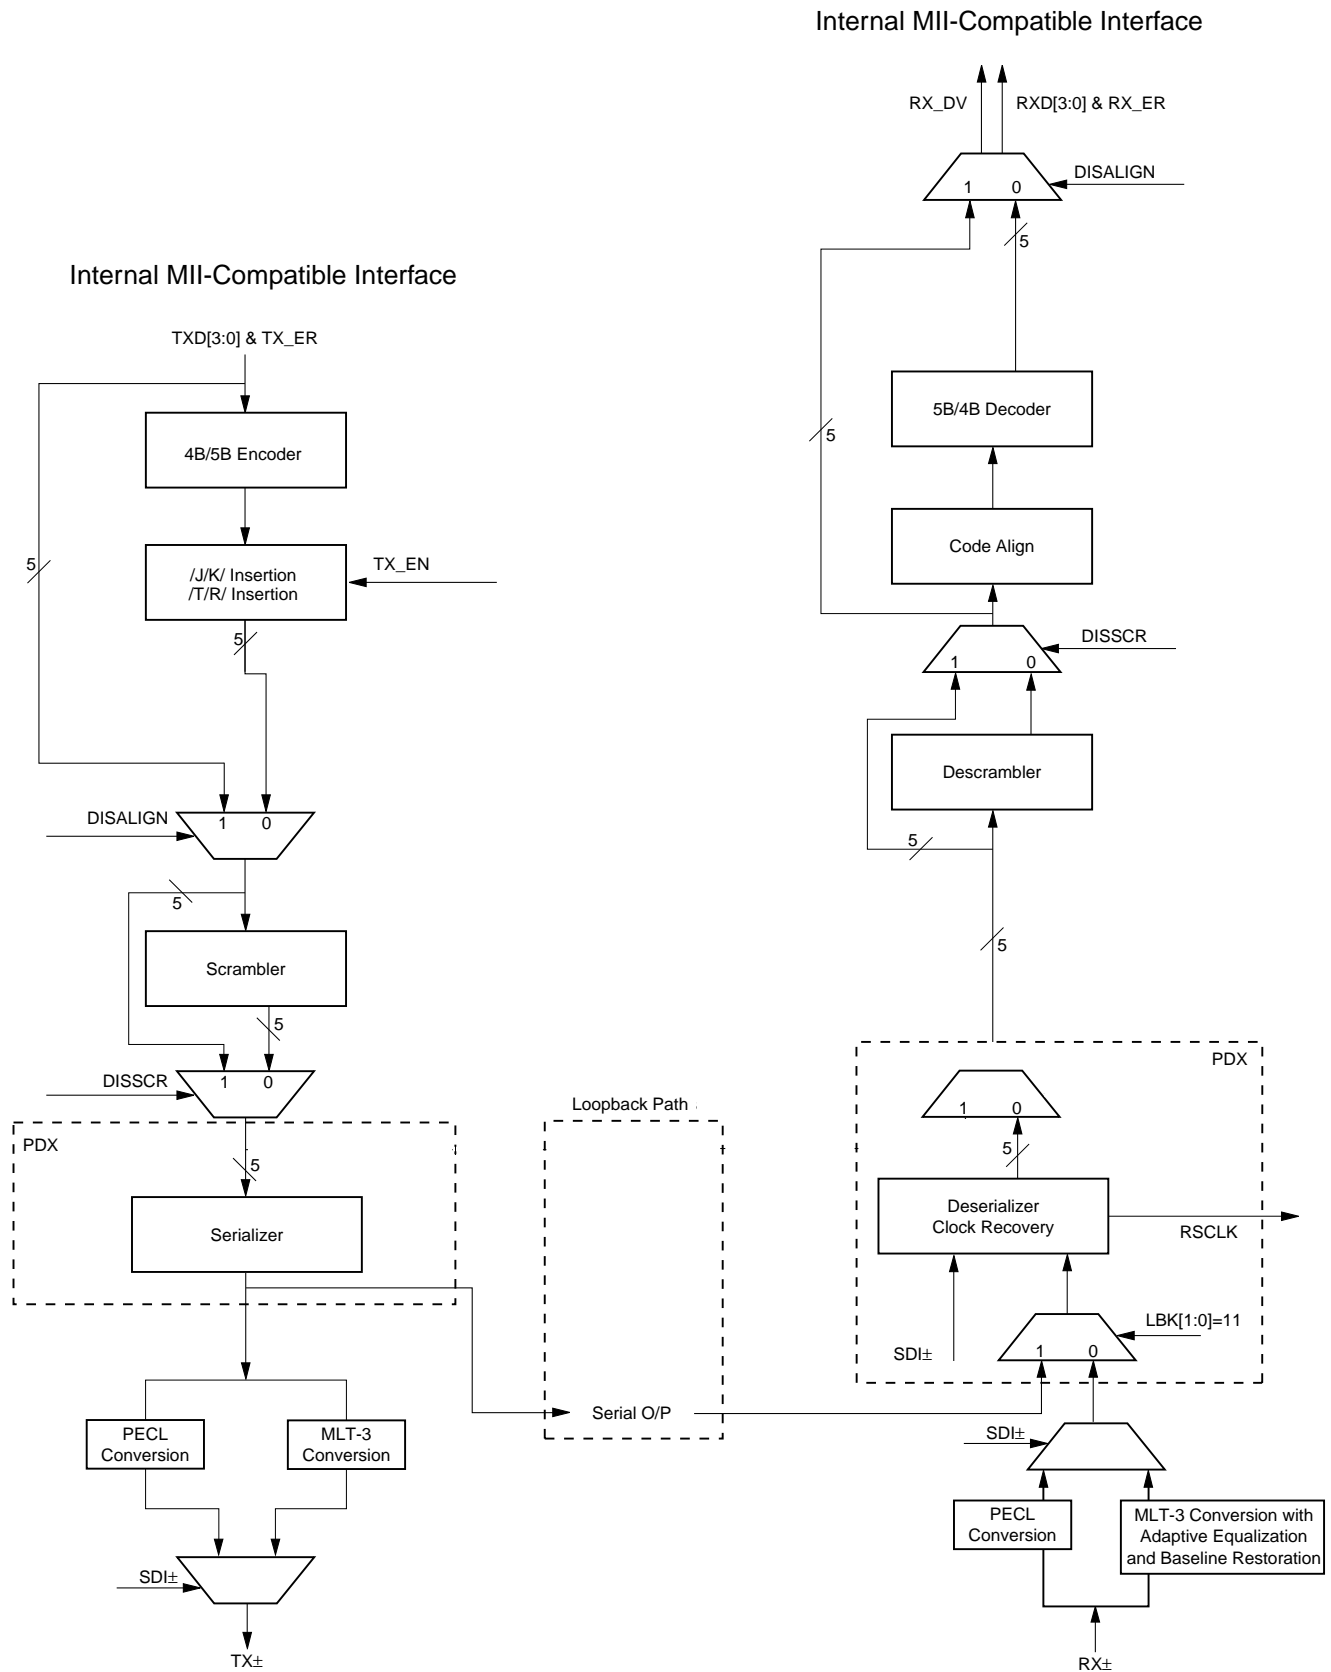 Internal MII-Compatible Interface
RX_DV
RXD[3:0] & RX_ER
DISALIGN
1 0
5
5
5B/4B Decoder
Code Align
DISSCR
1 0
Descrambler
5
5
PDX
1 0
5
Deserializer
Clock Recovery
RSCLK
LBK[1:0]=11
SDI±
1 0
SDI±
PECL
Conversion
MLT-3 Conversion with
Adaptive Equalization
and Baseline Restoration
RX±
Internal MII-Compatible Interface
TXD[3:0] & TX_ER
4B/5B Encoder
5
/J/K/ Insertion
/T/R/ Insertion
TX_EN
5
DISALIGN
1 0
5
Scrambler
5
DISSCR
1 0
PDX
5
Serializer
Loopback Path
Serial O/P
PECL
Conversion
MLT-3
Conversion
SDI±
TX±